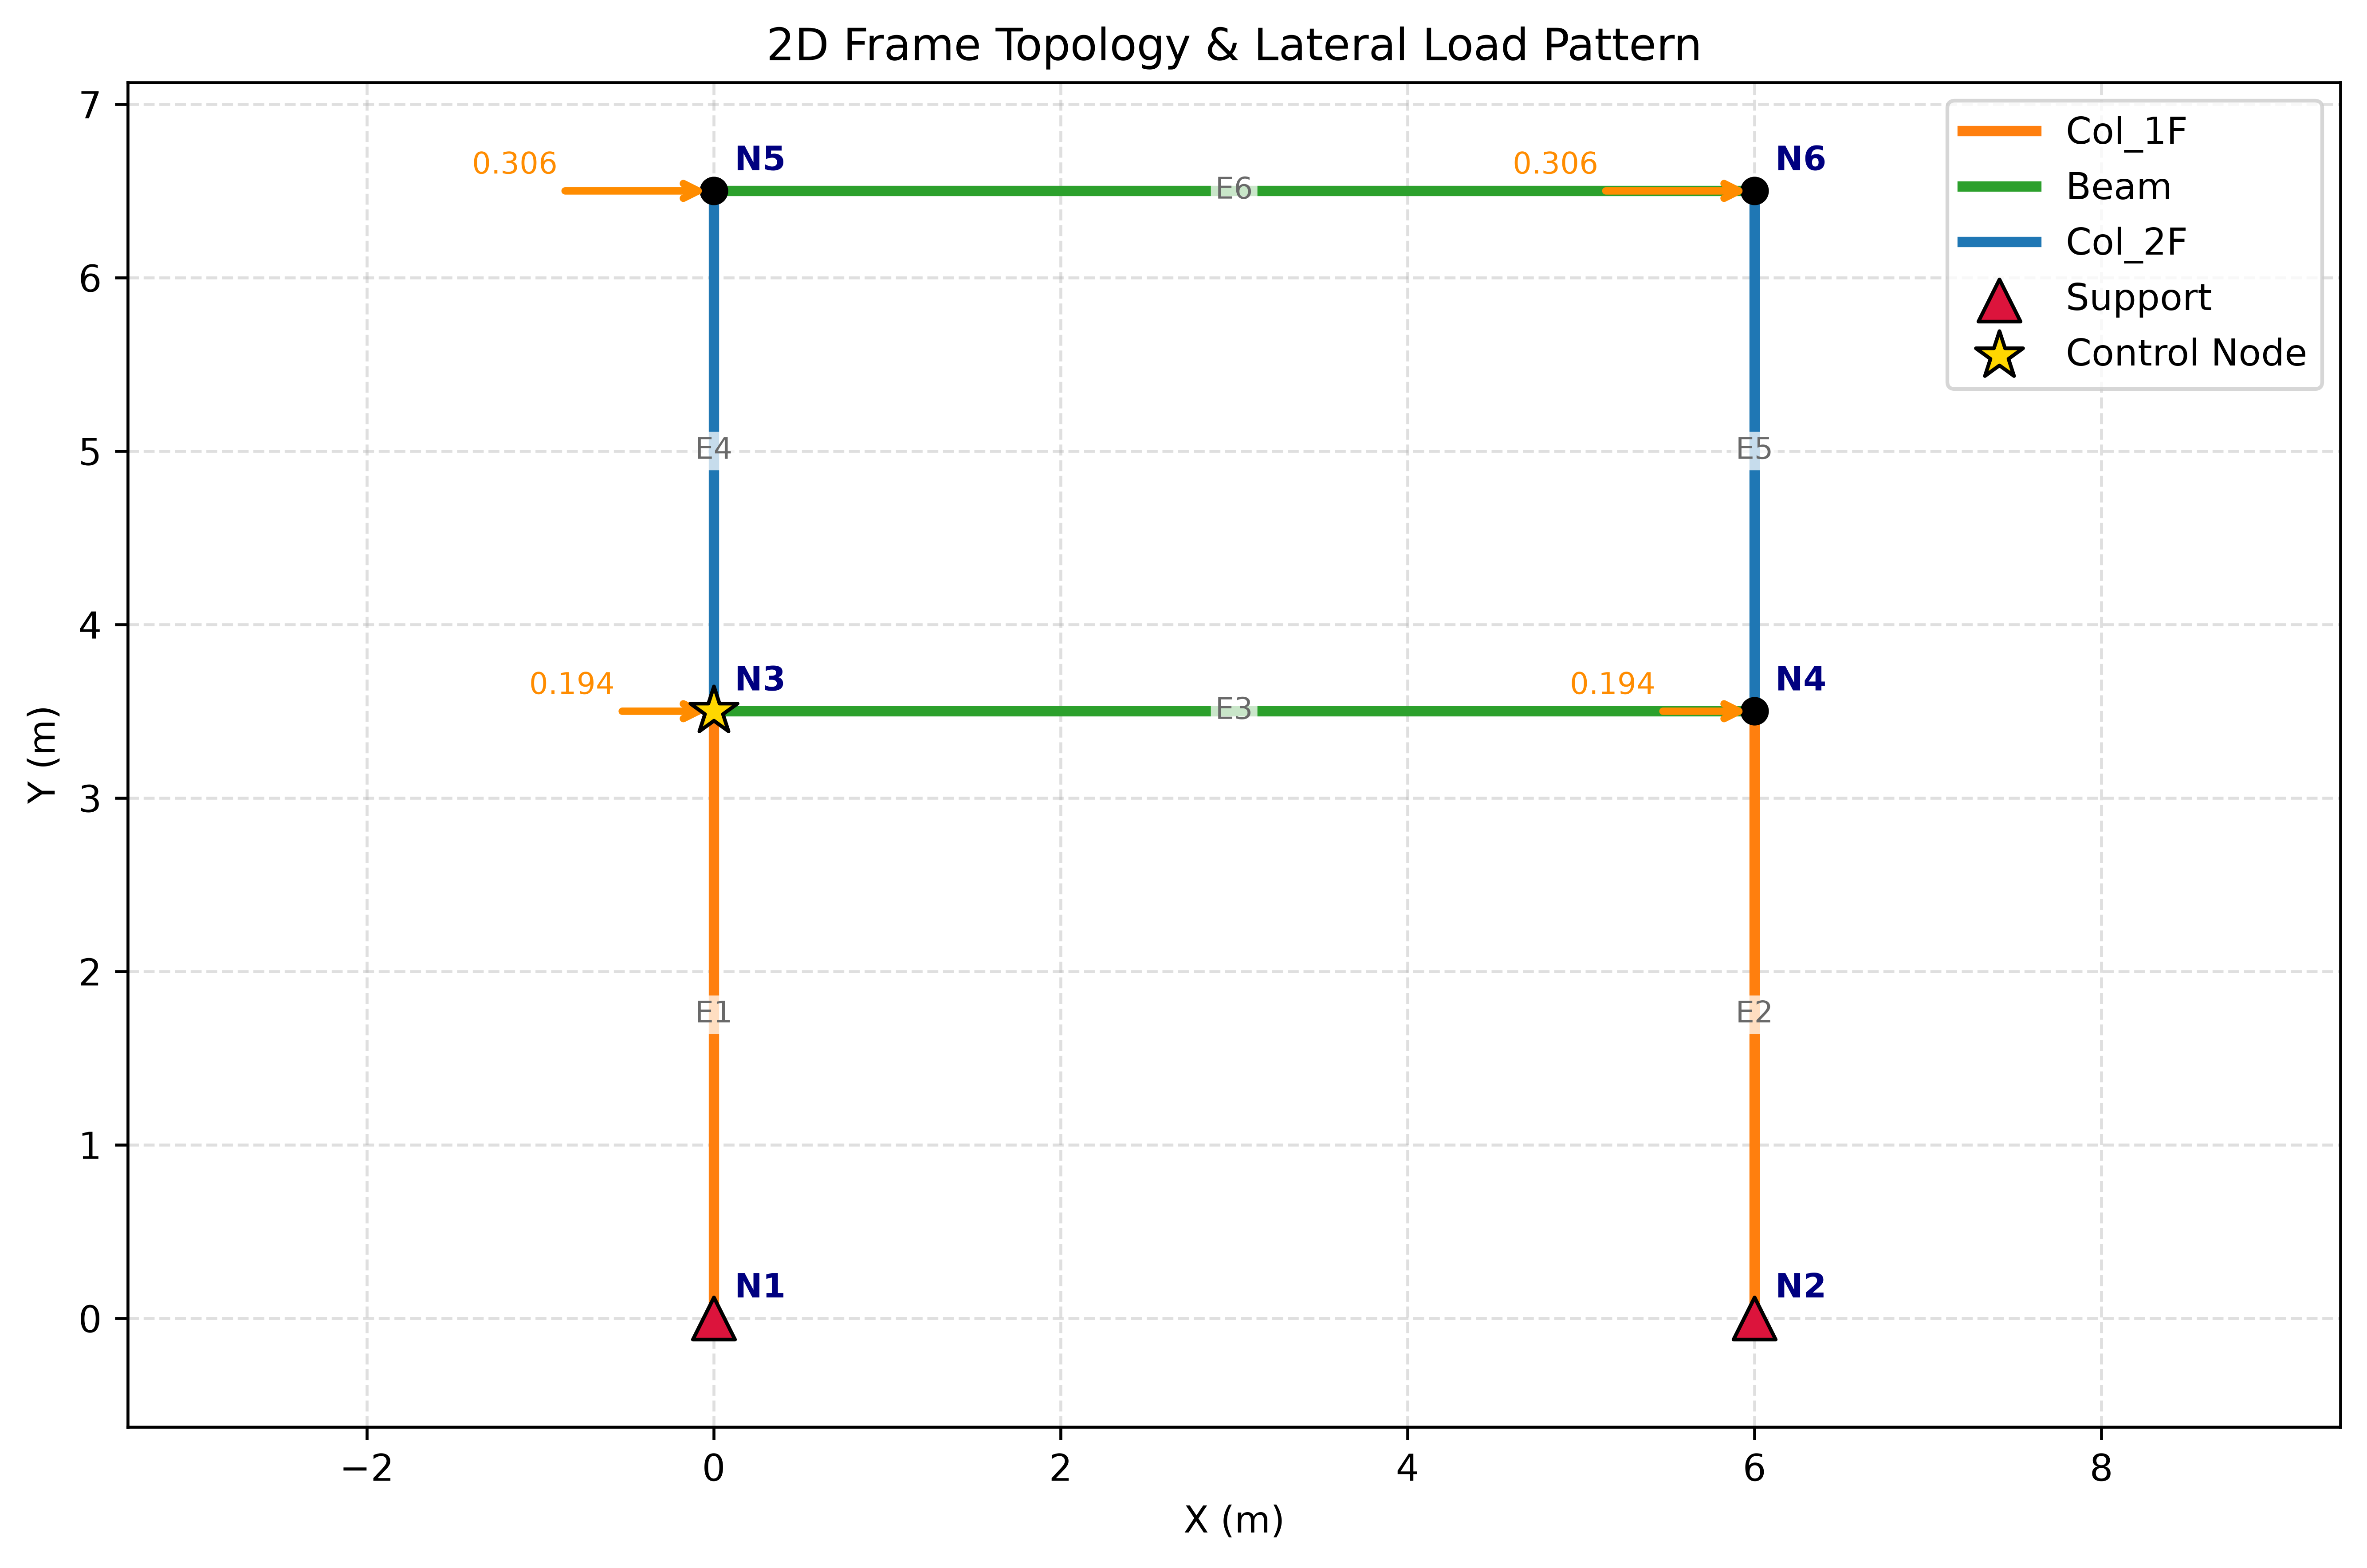 2D Frame Topology & Lateral Load Pattern
Col_1F
Beam
Col_2F
Support
Control Node
0.306
N5
0.306
N6
E6
E4
E5
0.194
N3
0.194
N4
E3
E1
E2
N1
N2
7
6
5
4
3
2
1
0
Y (m)
−2
0
2
4
6
8
X (m)